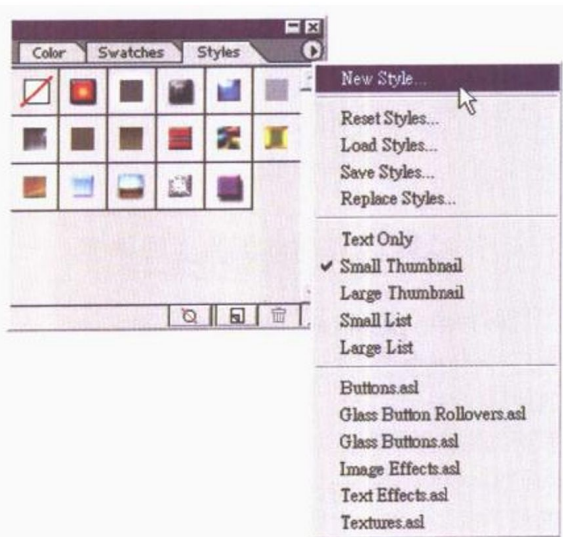 Color Swatches Styles
New Style...
Reset Styles...
Load Styles...
Save Styles...
Replace Styles...
Text Only
Small Thumbnail
Large Thumbnail
Small List
Large List
Buttons.asl
Glass Button Rollovers.asl
Glass Buttons.asl
Image Effects.asl
Text Effects.asl
Textures.asl